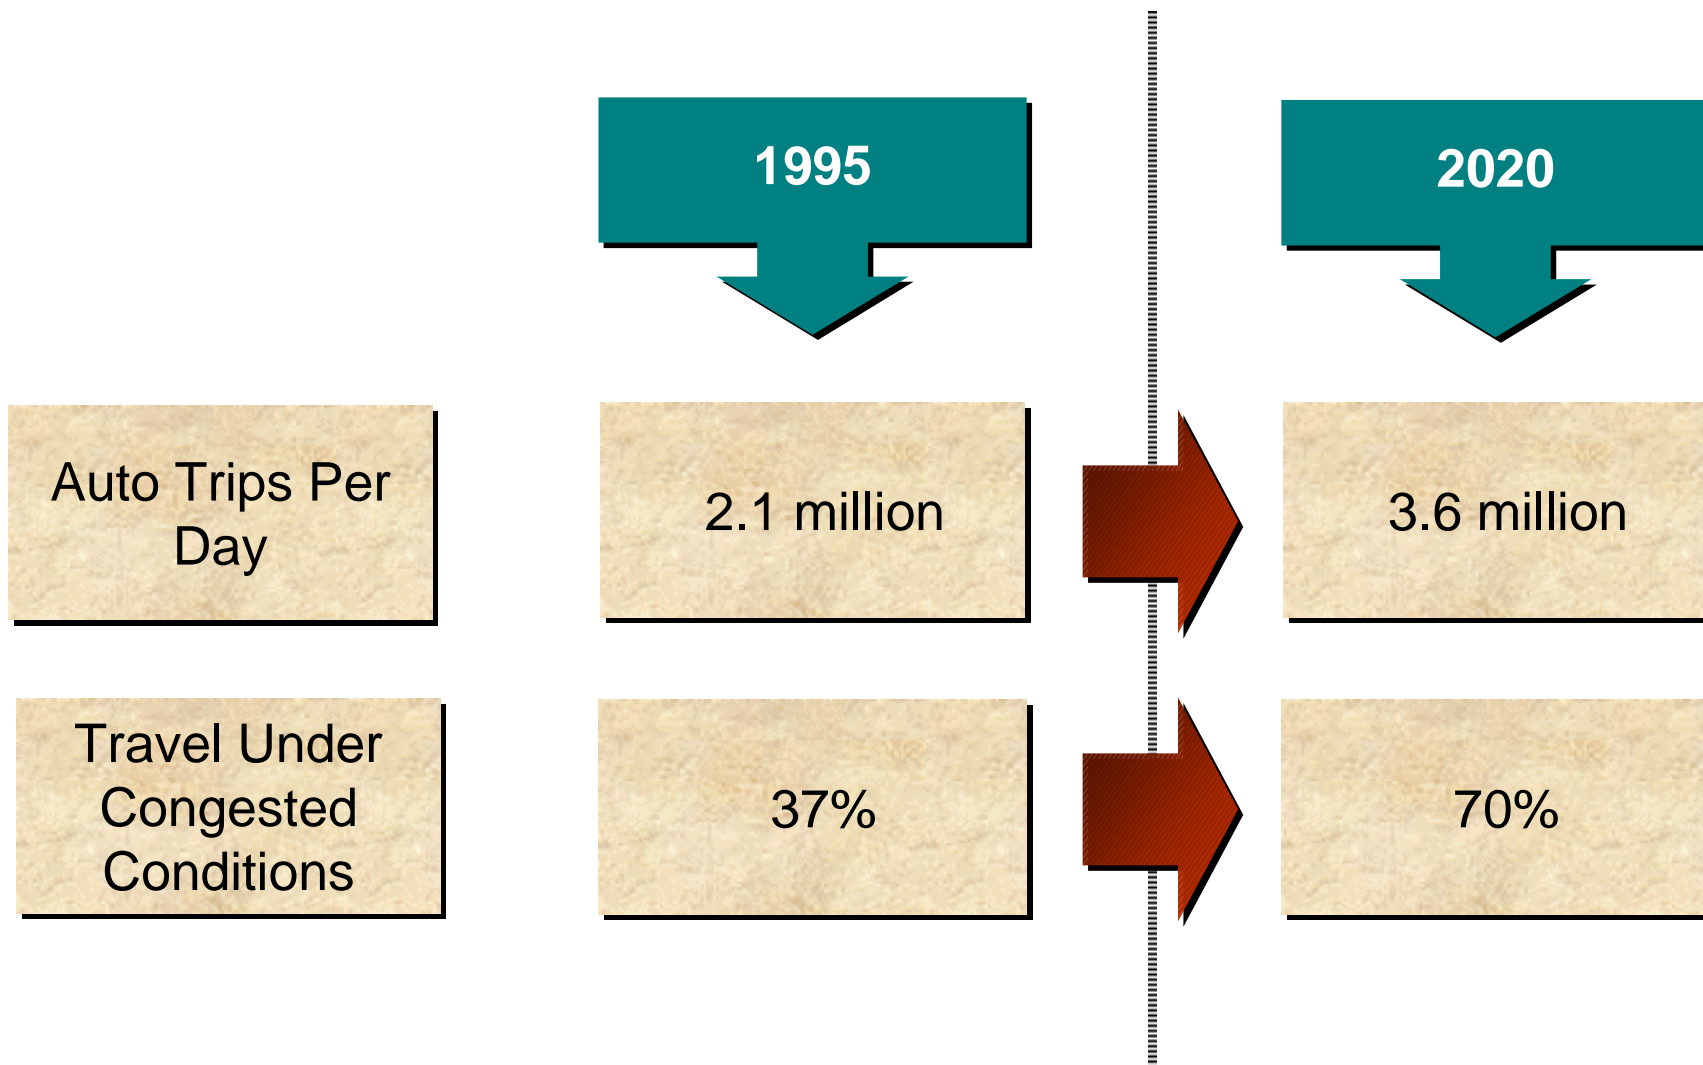 1995
2020
Auto Trips Per
Day
2.1 million
3.6 million
Travel Under
Congested
Conditions
37%
70%